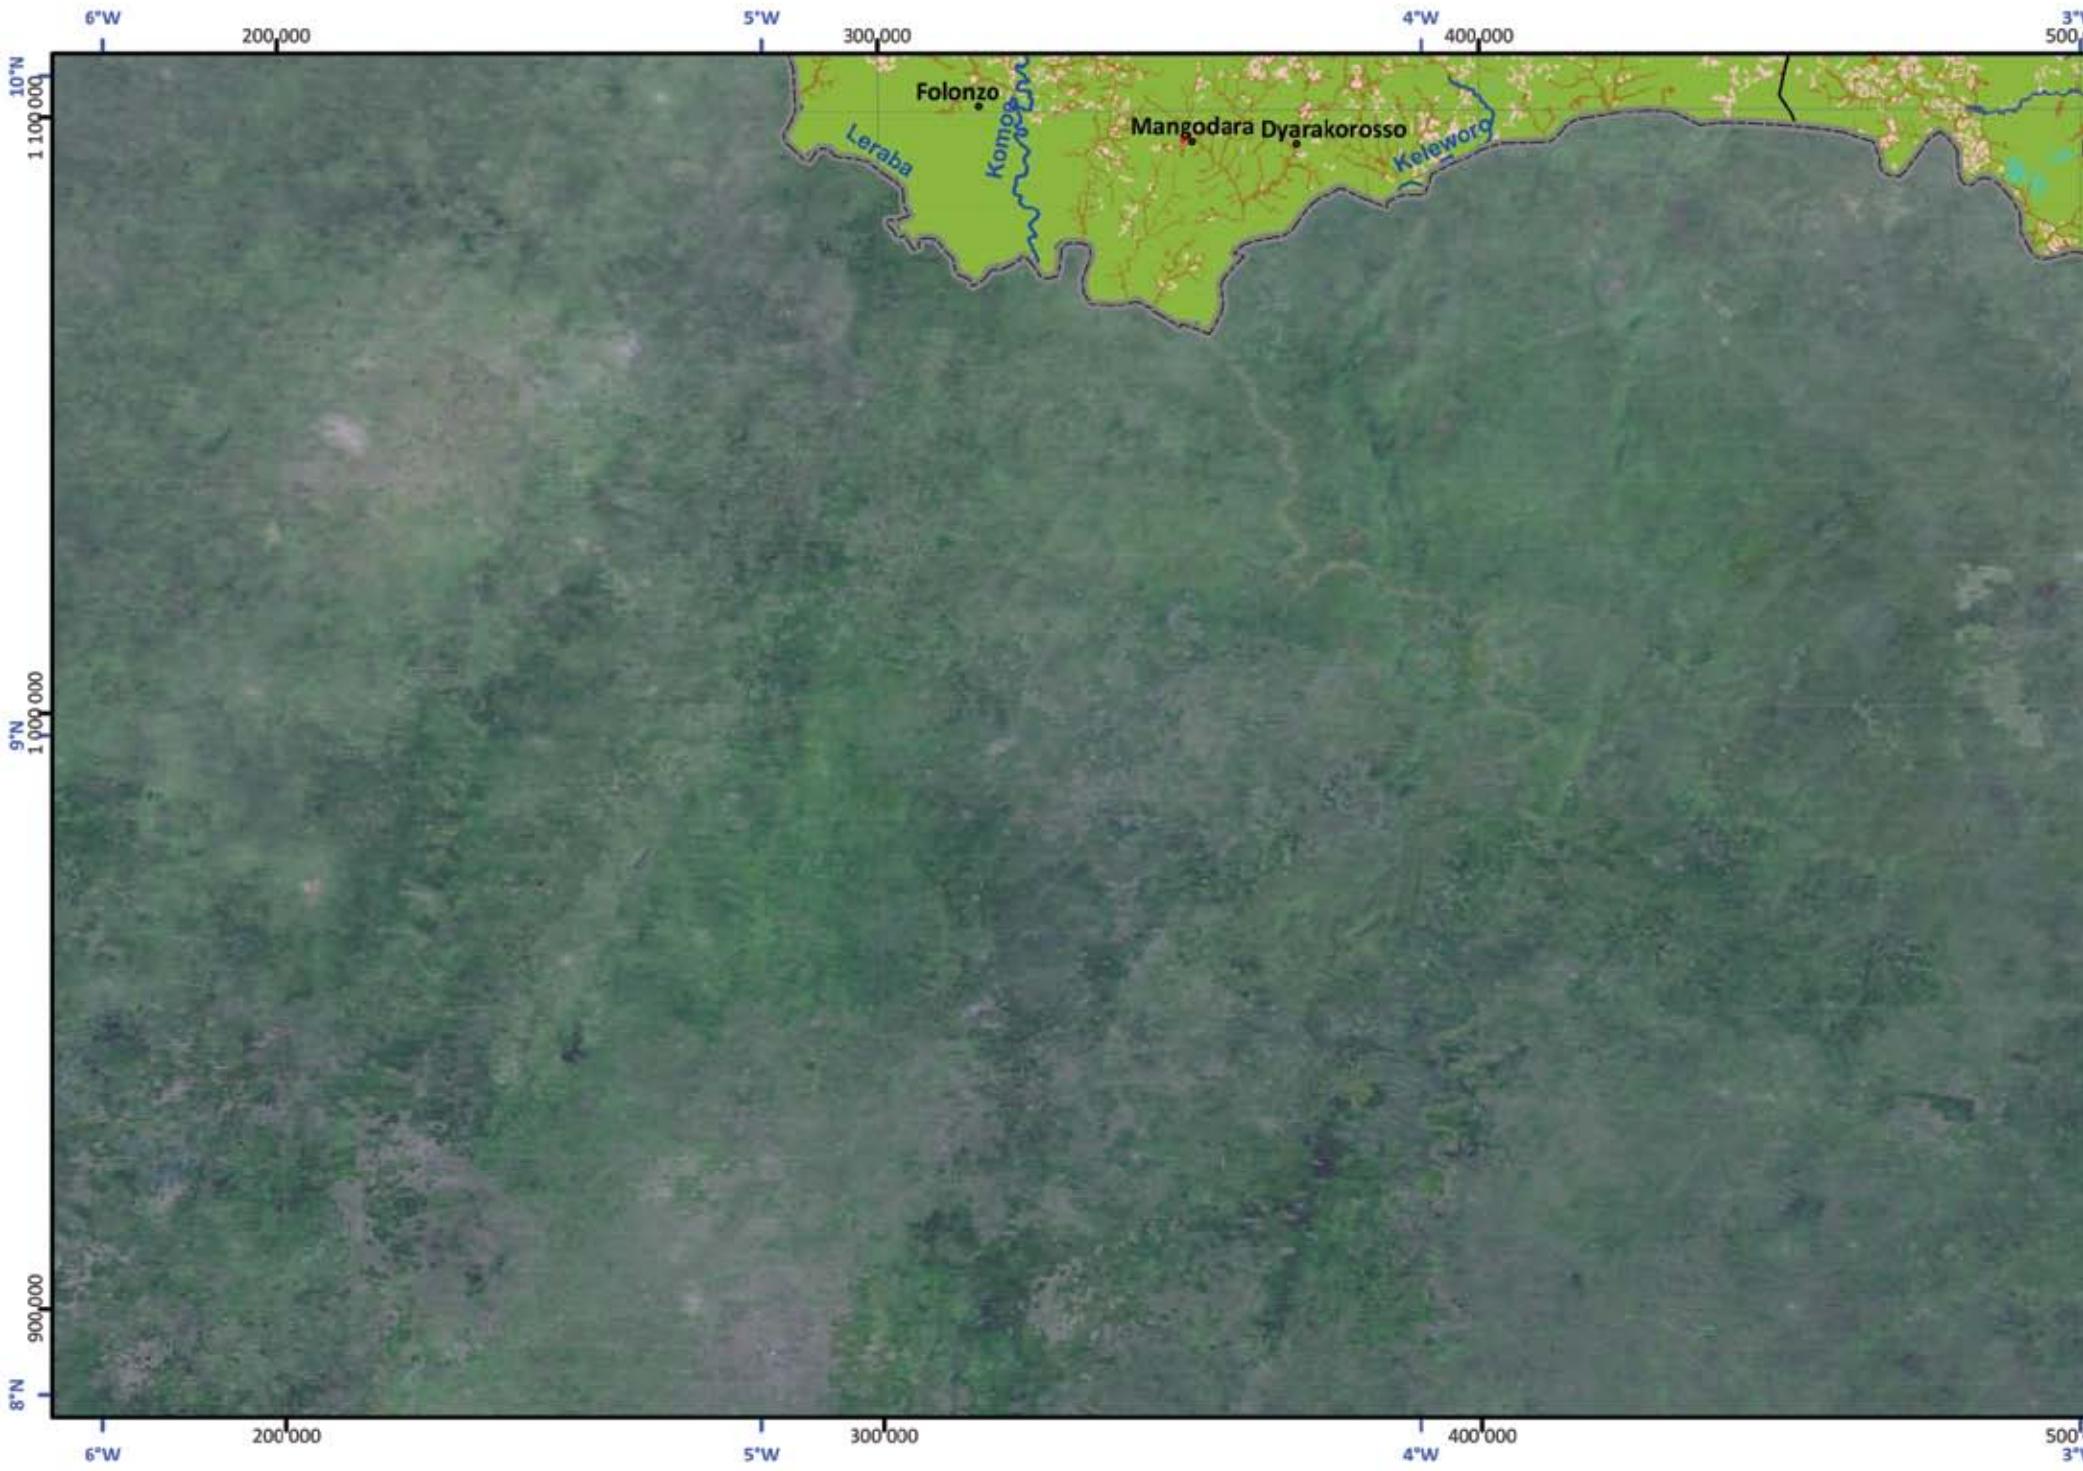 6°W 5°W 4°W 3°W
200,000 300,000 400,000 500,
10°N
1 100 000
Folonzo
Komoe
Mangodara Dyarakorosso
Leraba
Keleworo
1 000 000
9°N
900,000
8°N
200'000 300'000 400'000 500'
6°W 5°W 4°W 3°W